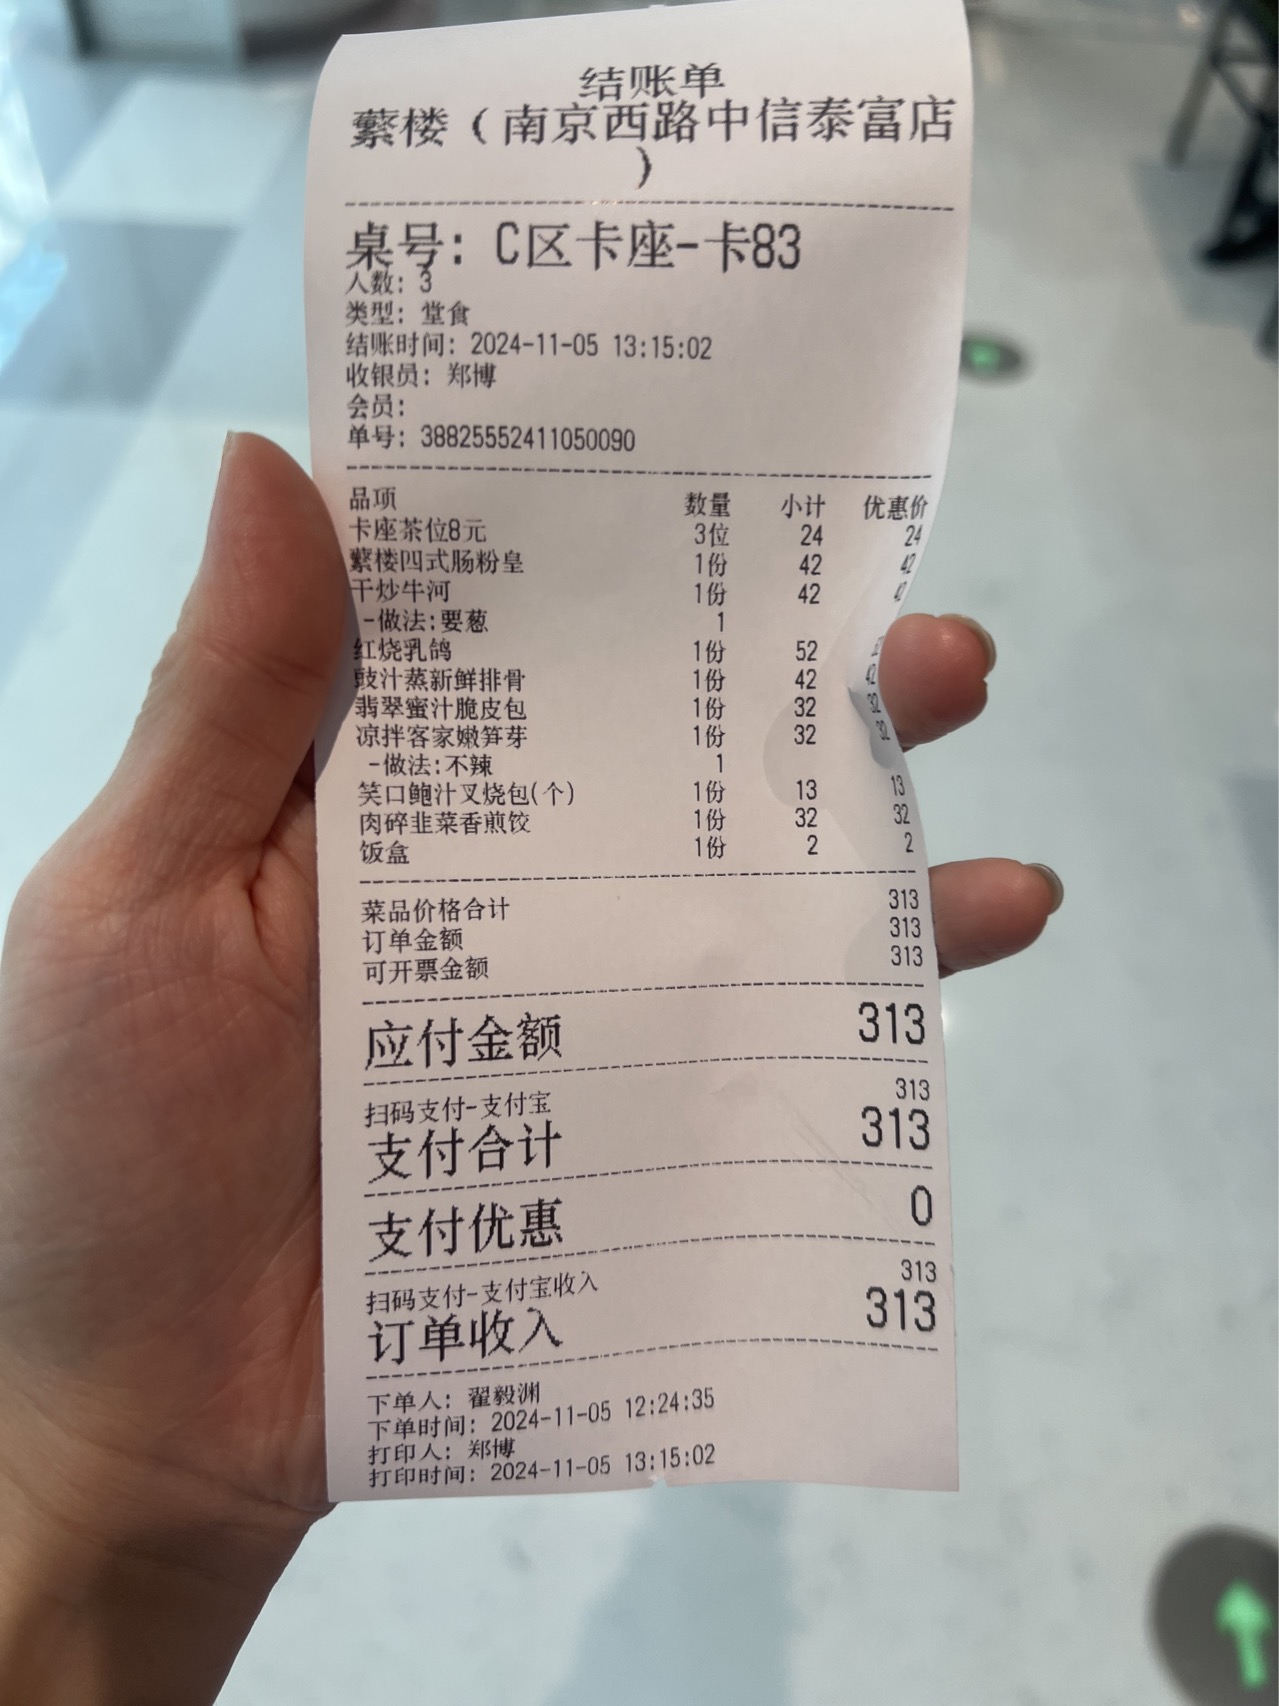 结账单
蘩楼（南京西路中信泰富店
）
桌号: C区卡座-卡83
人数: 3
类型: 堂食
结账时间: 2024-11-05 13:15:02
收银员: 郑博
会员:
单号: 38825552411050090
品项 数量 小计 优惠价
卡座茶位8元 3位 24 24
蘩楼四式肠粉皇 1份 42 42
干炒牛河 1份 42 42
-做法:要葱 1
红烧乳鸽 1份 52
豉汁蒸新鲜排骨 1份 42 42
翡翠蜜汁脆皮包 1份 32 32
凉拌客家嫩笋芽 1份 32 32
-做法:不辣 1
笑口鲍汁叉烧包(个) 1份 13 13
肉碎韭菜香煎饺 1份 32 32
饭盒 1份 2 2
菜品价格合计 313
订单金额 313
可开票金额 313
应付金额 313
扫码支付-支付宝 313
支付合计 313
支付优惠 0
扫码支付-支付宝收入 313
订单收入 313
下单人: 翟毅渊
下单时间: 2024-11-05 12:24:35
打印人: 郑博
打印时间: 2024-11-05 13:15:02